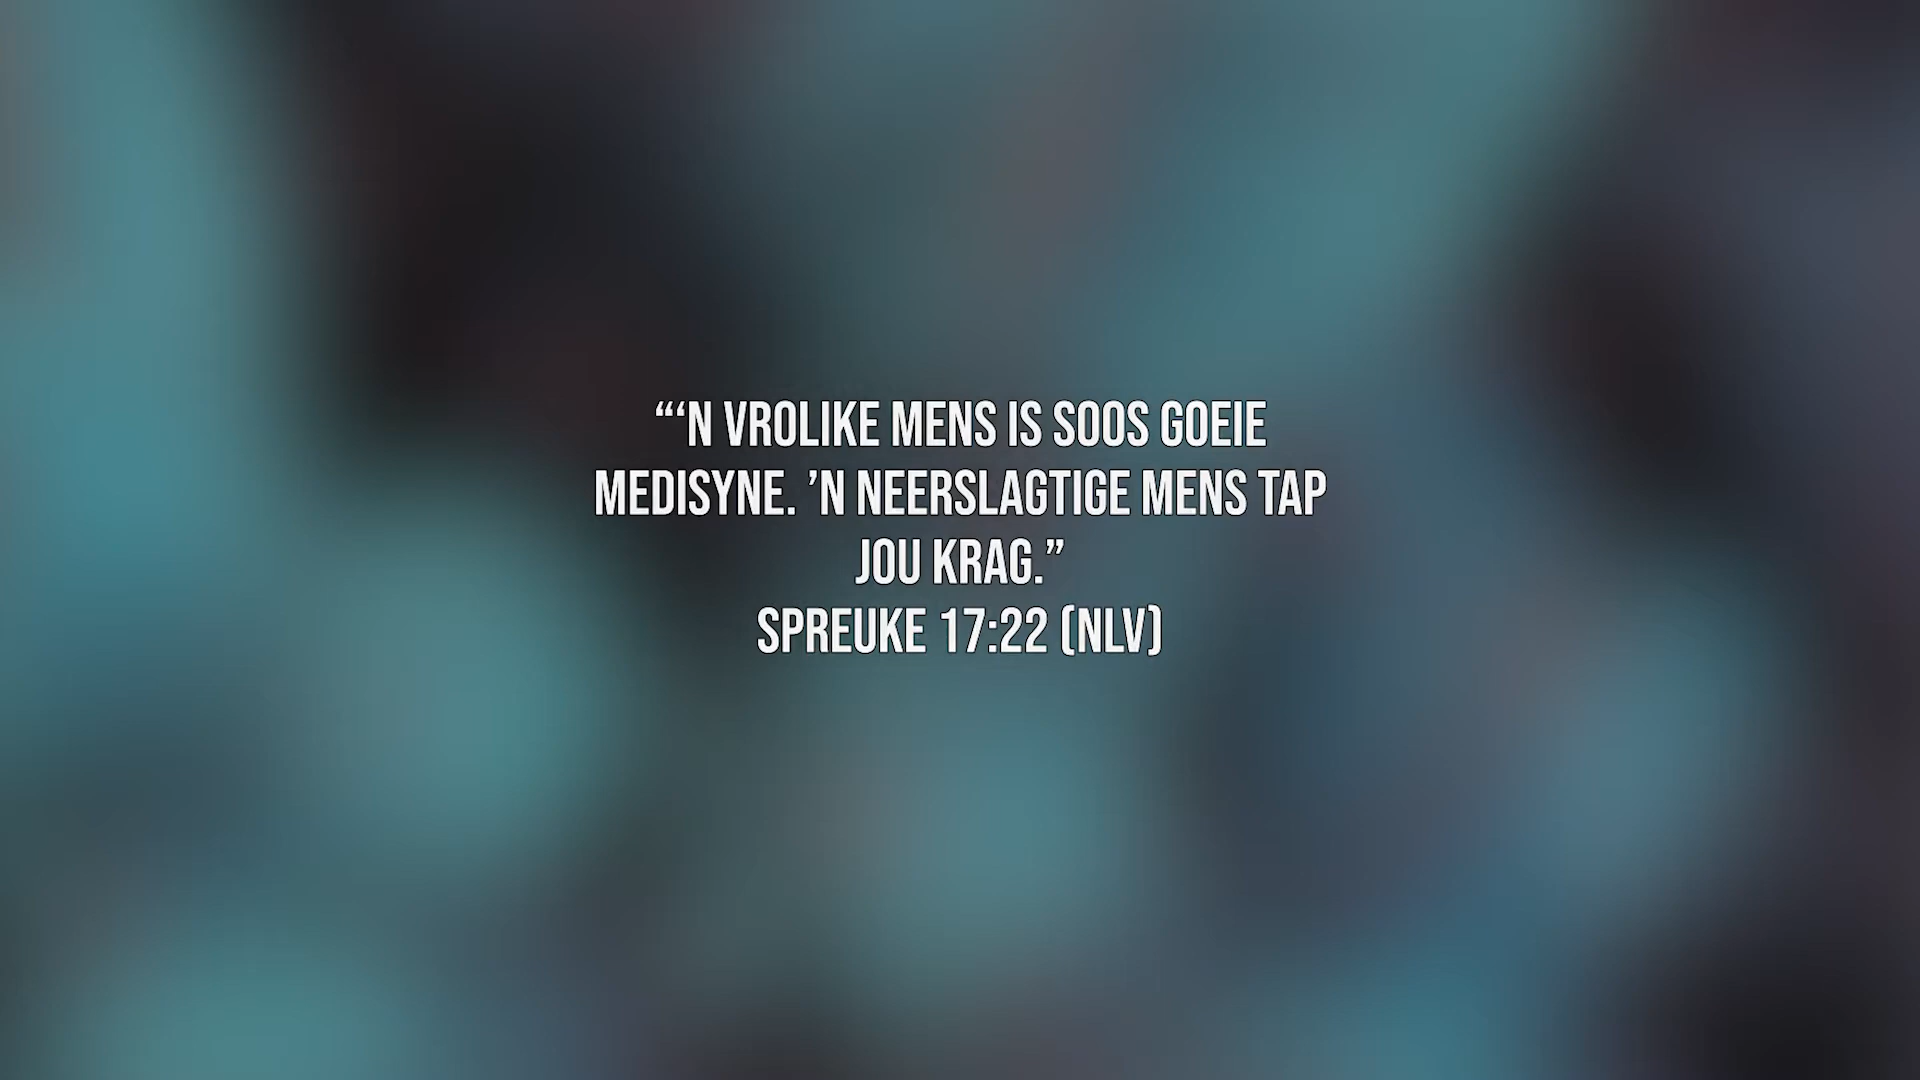 “‘N VROLIKE MENS IS SOOS GOEIE
MEDISYNE. ’N NEERSLAGTIGE MENS TAP
JOU KRAG.”
SPREUKE 17:22 (NLV)